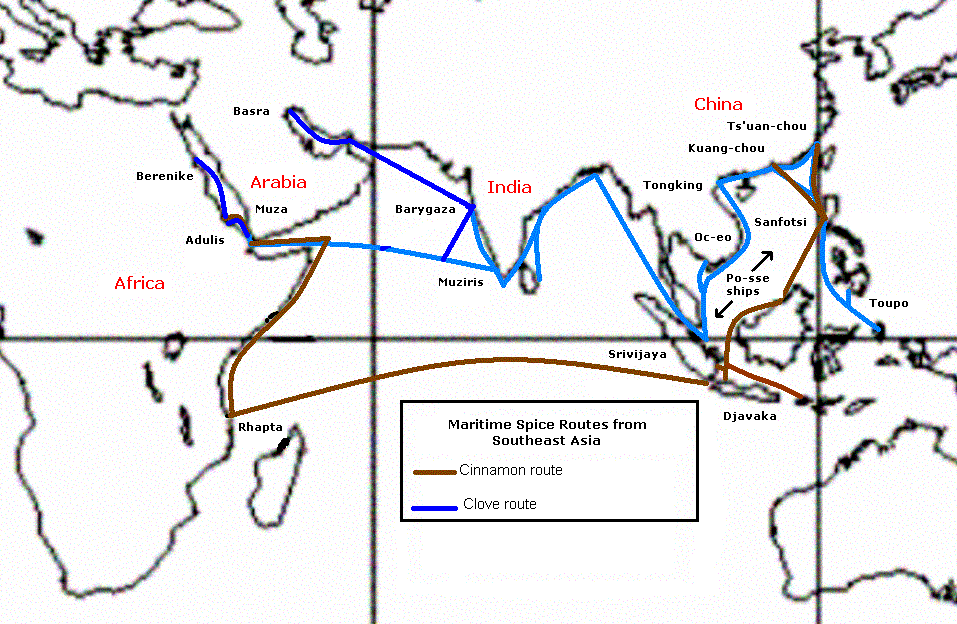 China
Ts'uan-chou
Kuang-chou
Basra
Berenike
Arabia
India
Tongking
Muza
Barygaza
Sanfotsi
Adulis
Oc-eo
Africa
Muziris
Po-sse
ships
Toupo
Srivijaya
Djavaka
Rhapta
Maritime Spice Routes from
Southeast Asia
Cinnamon route
Clove route